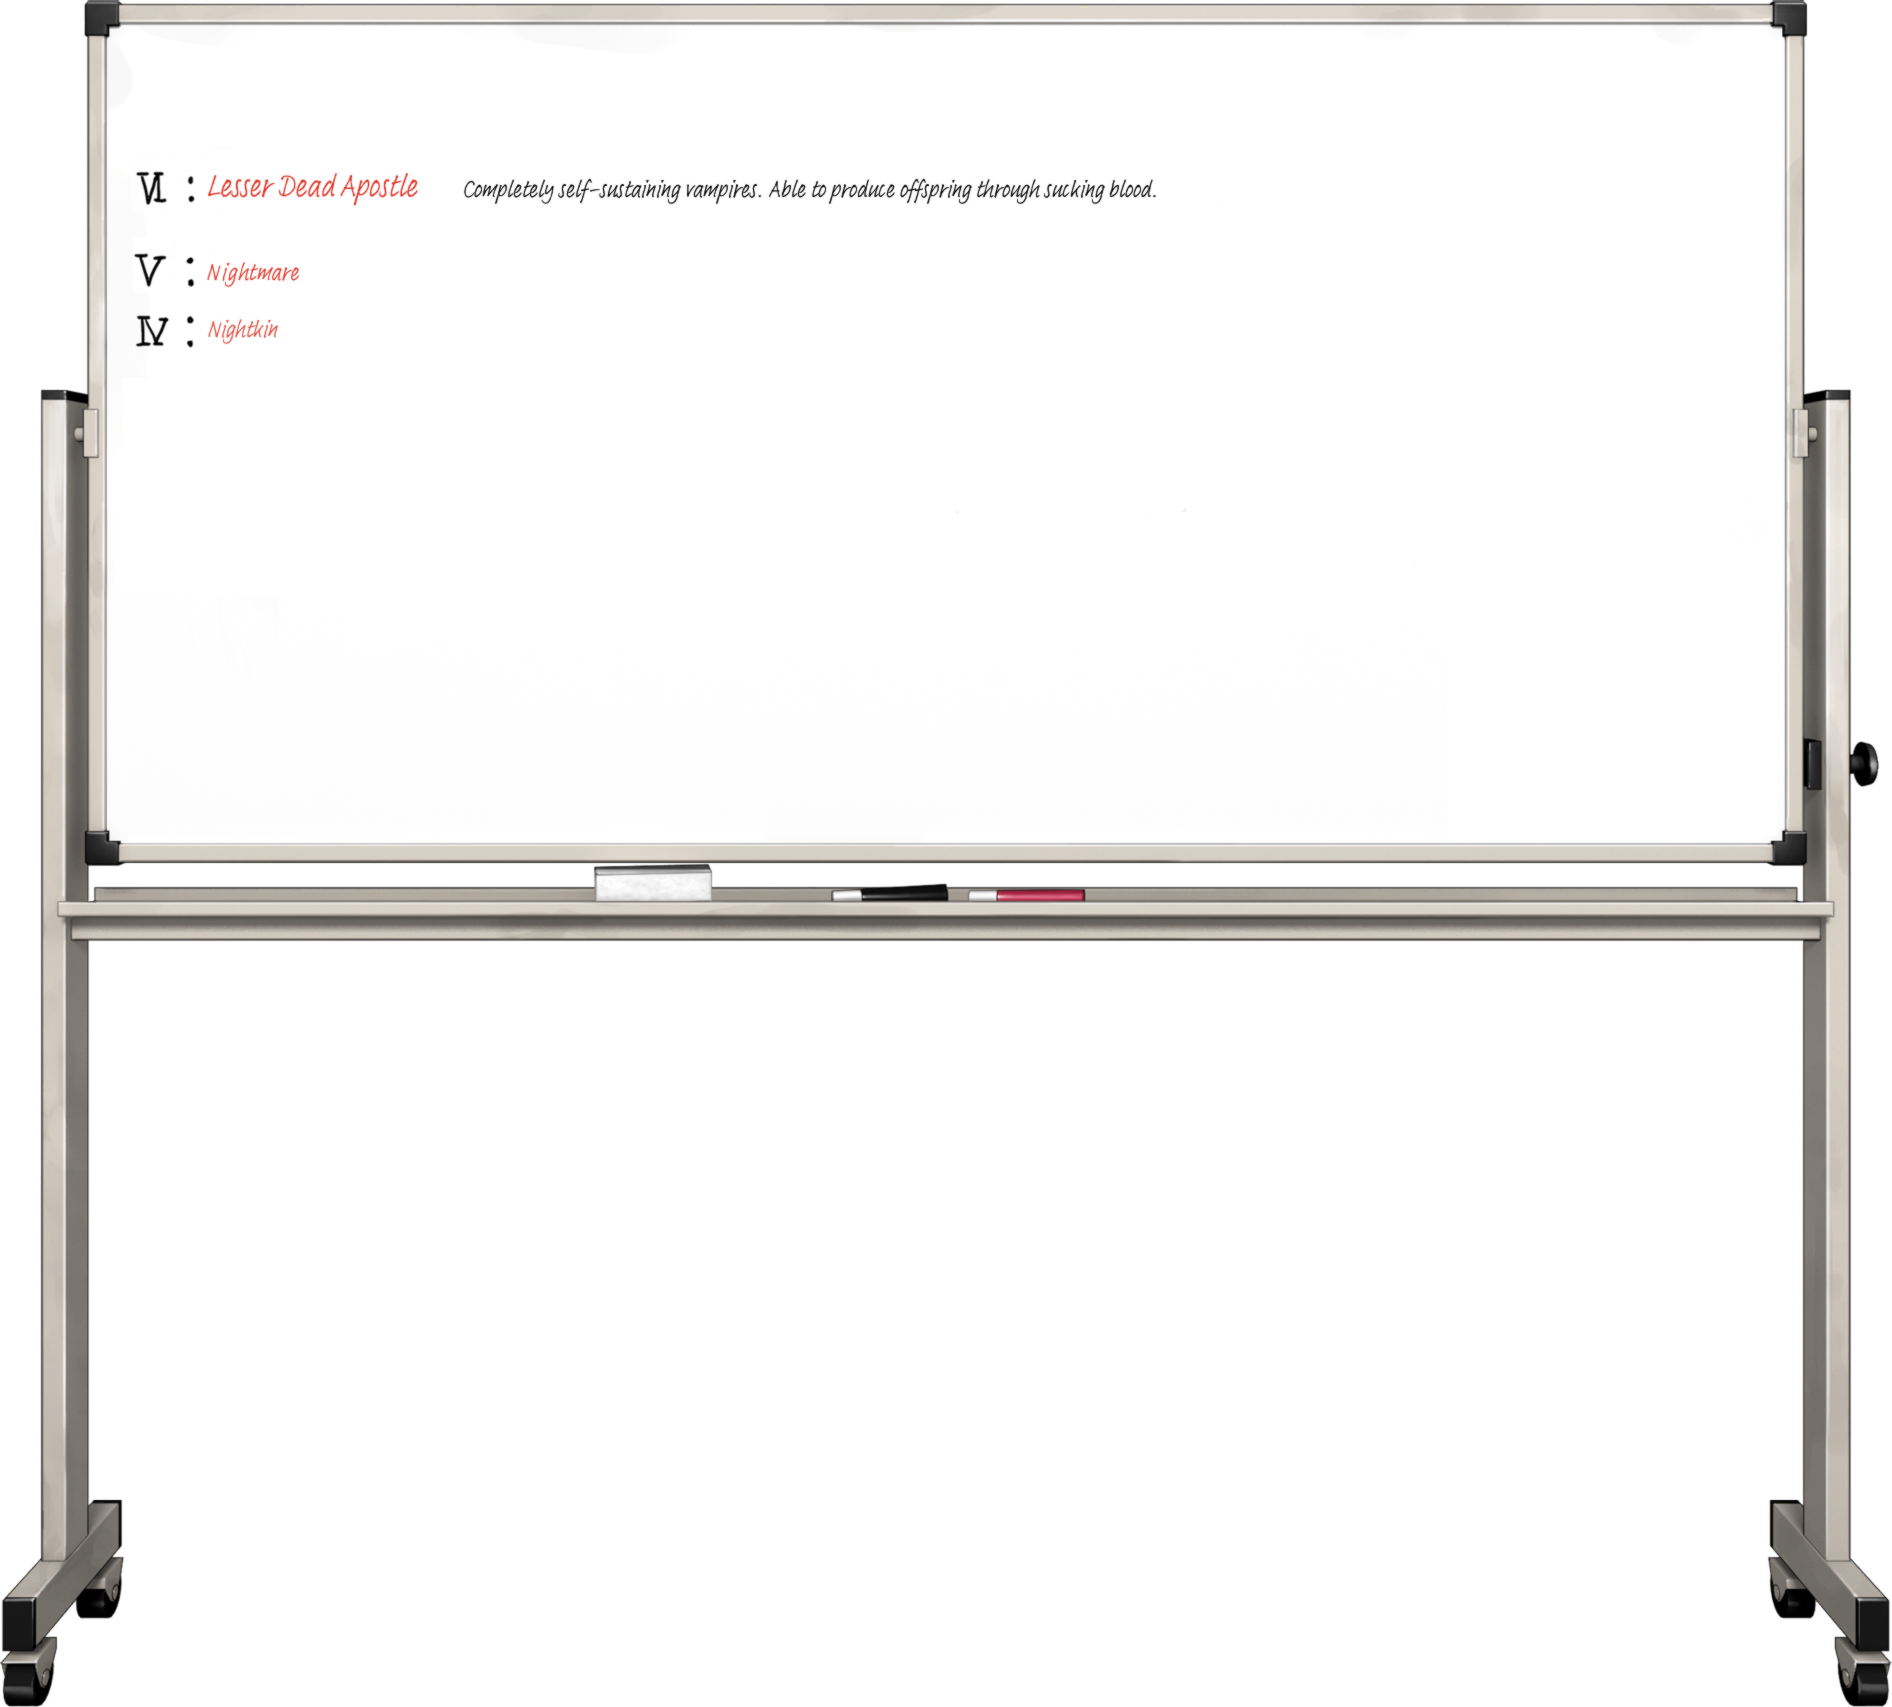 VI : Lesser Dead Apostle Completely self-sustaining vampires. Able to produce offspring through sucking blood.
V : Nightmare
IV : Nightkin